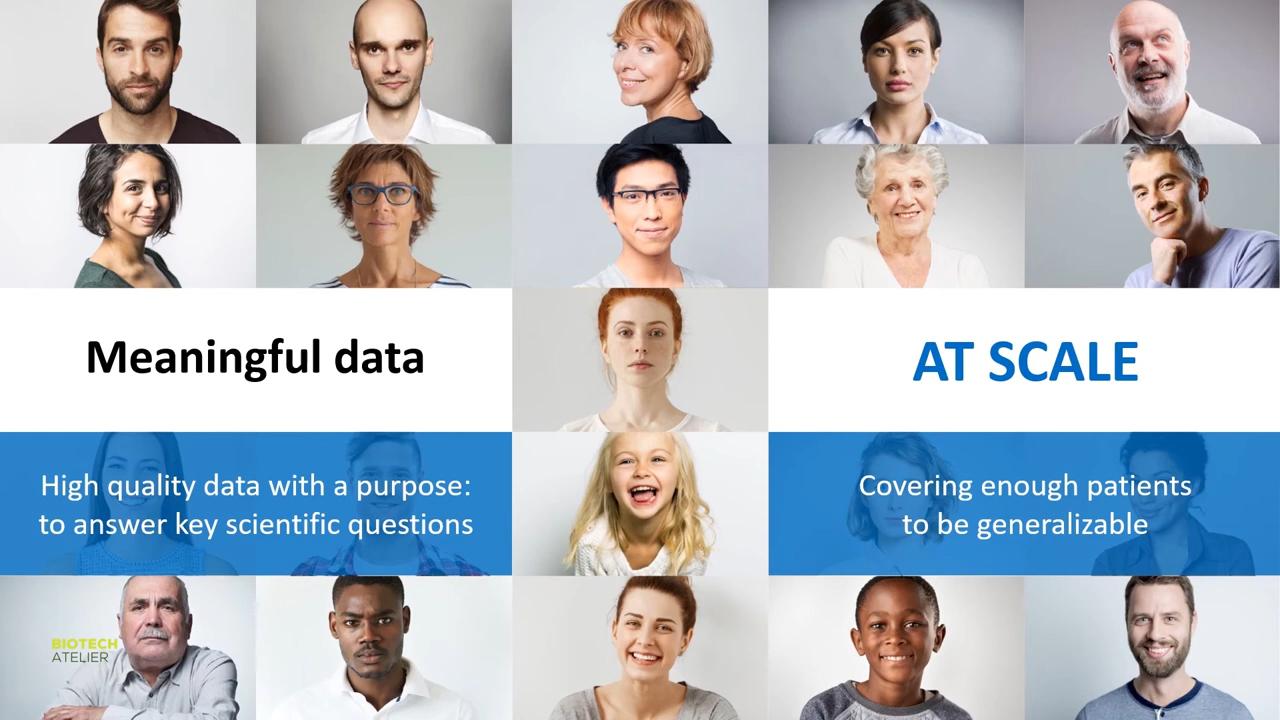 Meaningful data
AT SCALE
High quality data with a purpose:
to answer key scientific questions
Covering enough patients
to be generalizable
BIOTECH
ATELIER